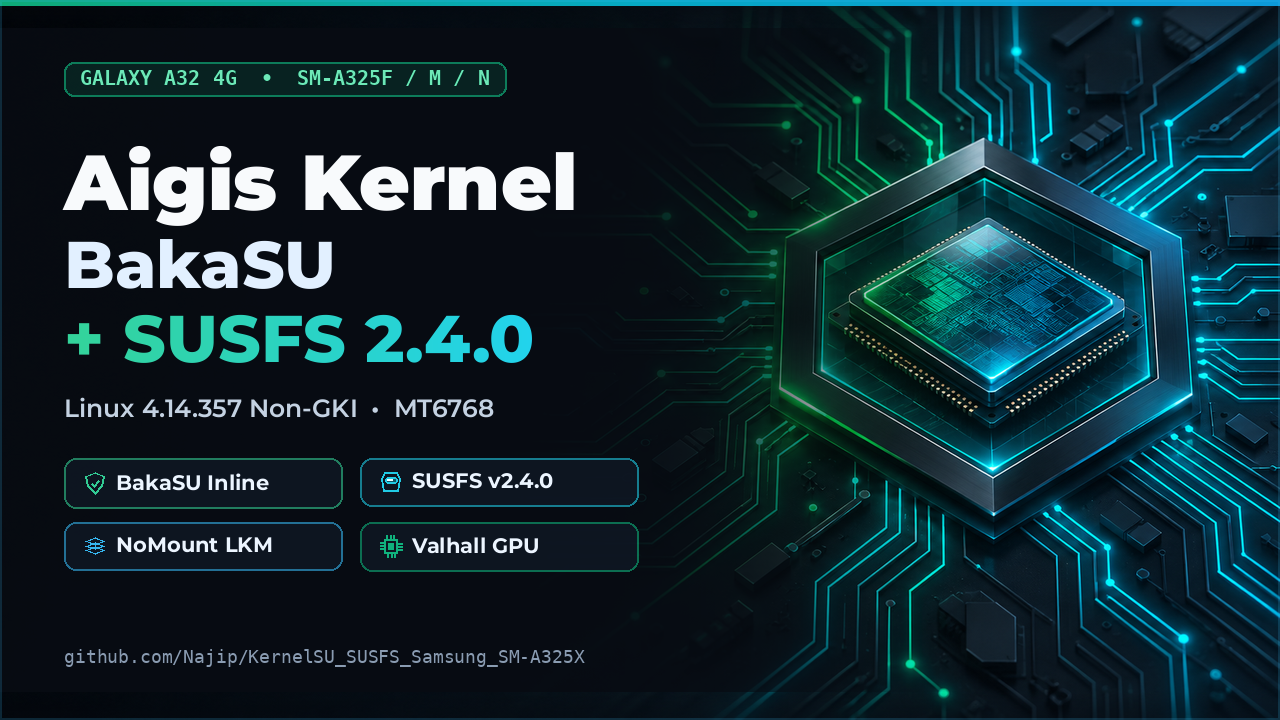 GALAXY A32 4G • SM-A325F / M / N
Aigis Kernel
BakaSU
+ SUSFS 2.4.0
Linux 4.14.357 Non-GKI • MT6768
BakaSU Inline
SUSFS v2.4.0
NoMount LKM
Valhall GPU
github.com/Najip/KernelSU_SUSFS_Samsung_SM-A325X